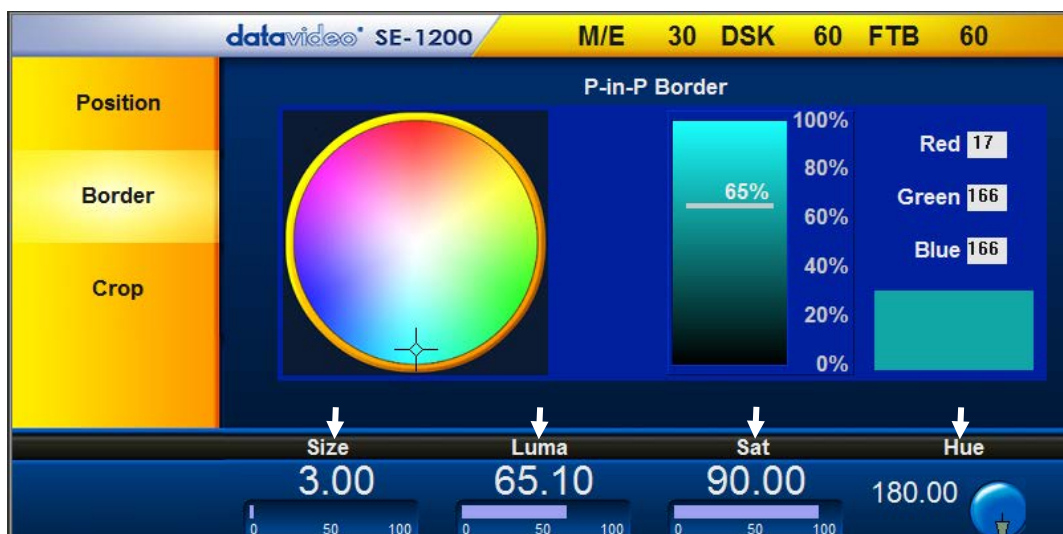 datavideo SE-1200 M/E 30 DSK 60 FTB 60
Position
Border
Crop
P-in-P Border
100%
80%
65%
60%
40%
20%
0%
Red 17
Green 166
Blue 166
Size Luma Sat Hue
3.00 65.10 90.00 180.00
0 50 100 0 50 100 0 50 100